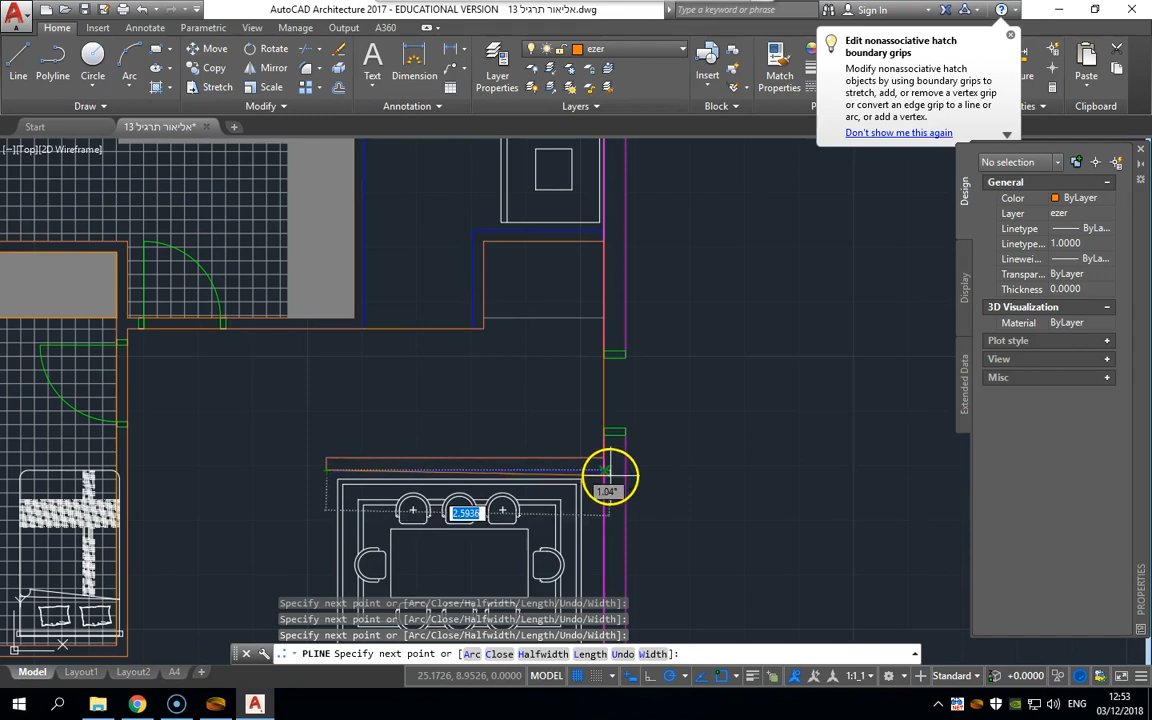 AutoCAD Architecture 2017 - EDUCATIONAL VERSION
אליאור תרגיל 13.dwg
Type a keyword or phrase
Sign In
Home
Insert
Annotate
Parametric
View
Manage
Output
A360
Line
Polyline
Circle
Arc
Move
Rotate
Copy
Mirror
Stretch
Scale
Text
Dimension
Layer
Properties
ezer
Insert
Match
Properties
Paste
Draw
Modify
Annotation
Layers
Block
Clipboard
Edit nonassociative hatch
boundary grips
Modify nonassociative hatch
objects by using boundary grips to
stretch, add, or remove a vertex grip
or convert an edge grip to a line or
arc, or add a vertex.
Don't show me this again
Start
אליאור תרגיל 13*
[−][Top][2D Wireframe]
No selection
General
Color
ByLayer
Layer
ezer
Linetype
ByLa...
Linetype...
1.0000
Linewei...
ByLa...
Transpar...
ByLayer
Thickness
0.0000
3D Visualization
Material
ByLayer
Plot style
View
Misc
Design
Display
Extended Data
PROPERTIES
1.04°
2.5936
Specify next point or [Arc/Close/Halfwidth/Length/Undo/Width]:
Specify next point or [Arc/Close/Halfwidth/Length/Undo/Width]:
Specify next point or [Arc/Close/Halfwidth/Length/Undo/Width]:
PLINE Specify next point or [Arc Close Halfwidth Length Undo Width]:
Model
Layout1
Layout2
A4
25.1726, 8.9526, 0.0000
MODEL
1:1
Standard
+0.0000
ENG
12:53
03/12/2018